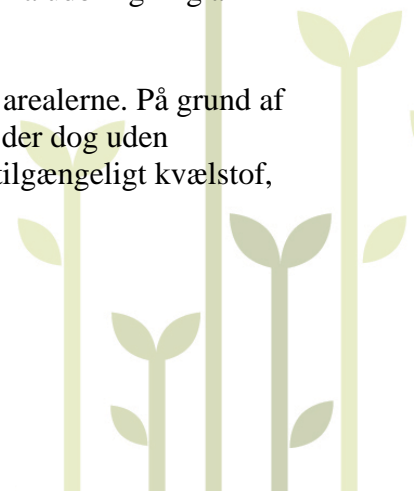 arealerne. På grund af
der dog uden
tilgængeligt kvælstof,